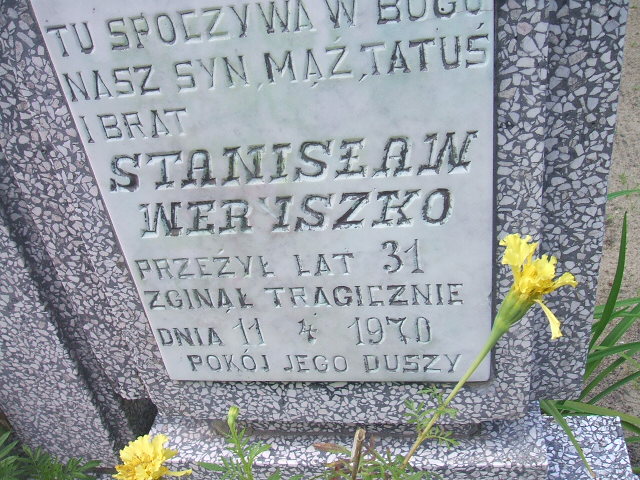 TU SPOCZYWA W BOGU
NASZ SYN, MĄŻ, TATUŚ
I BRAT
STANISŁAW
WERYSZKO
PRZEŻYŁ LAT 31
ZGINĄŁ TRAGICZNIE
DNIA 11 4 1970
POKÓJ JEGO DUSZY